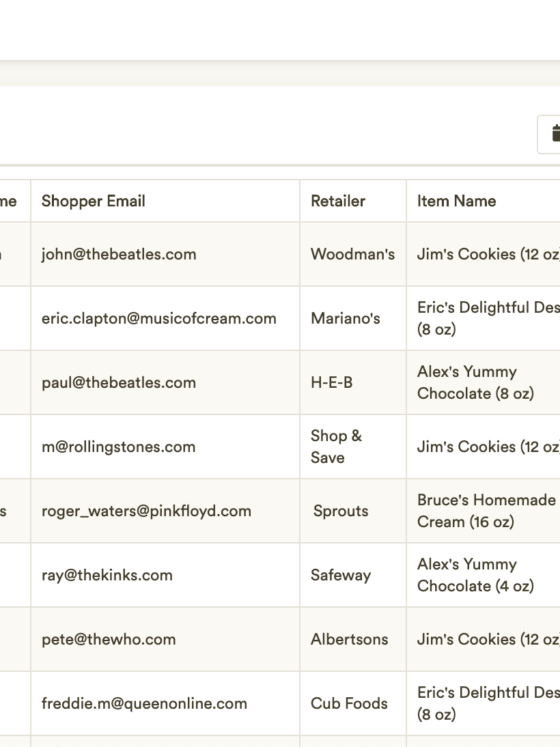 me Shopper Email Retailer Item Name
john@thebeatles.com Woodman's Jim's Cookies (12 oz)
eric.clapton@musicofcream.com Mariano's Eric's Delightful Des
(8 oz)
paul@thebeatles.com H-E-B Alex's Yummy
Chocolate (8 oz)
m@rollingstones.com Shop &
Save Jim's Cookies (12 oz)
s roger_waters@pinkfloyd.com Sprouts Bruce's Homemade
Cream (16 oz)
ray@thekinks.com Safeway Alex's Yummy
Chocolate (4 oz)
pete@thewho.com Albertsons Jim's Cookies (12 oz)
freddie.m@queenonline.com Cub Foods Eric's Delightful Des
(8 oz)